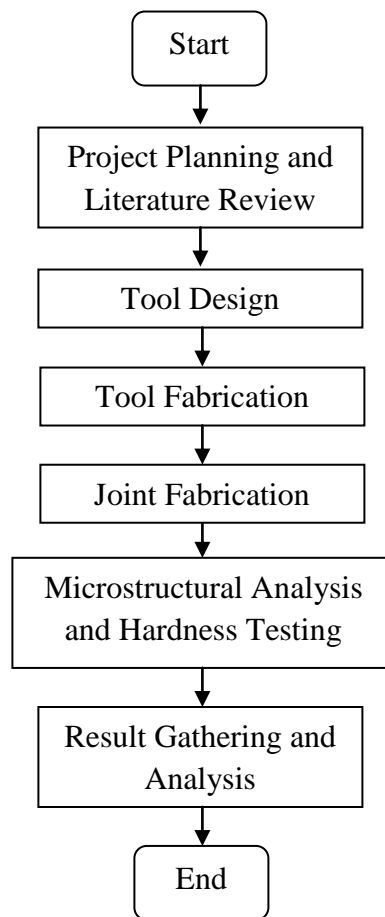 Start
Project Planning and
Literature Review
Tool Design
Tool Fabrication
Joint Fabrication
Microstructural Analysis
and Hardness Testing
Result Gathering and
Analysis
End